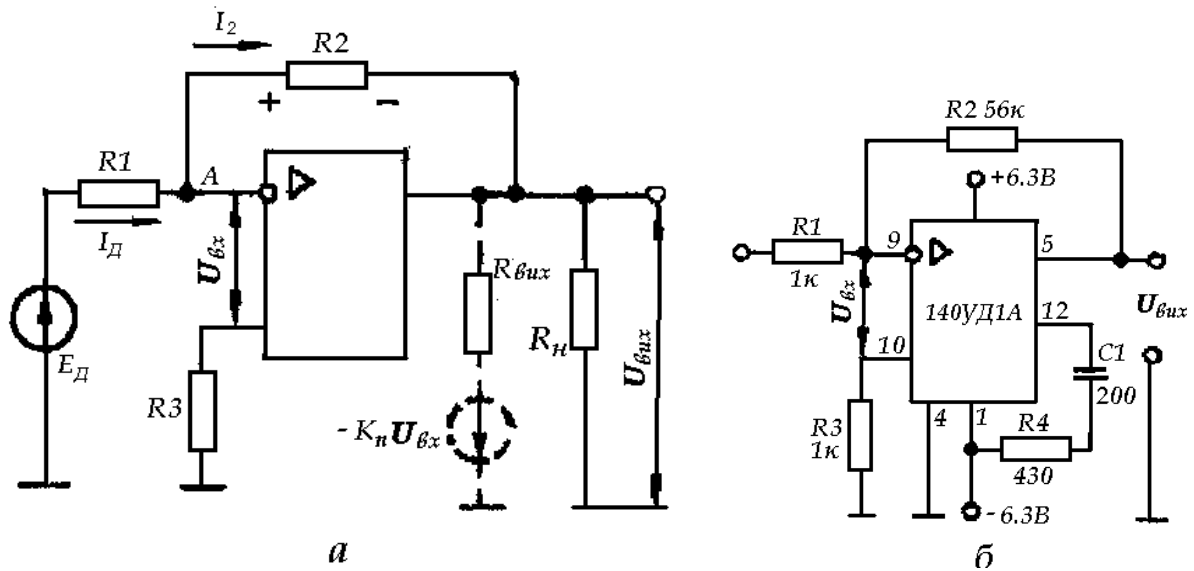 I2
R2
+ −
R1
A
IД
Uвх
EД
R3
Rвих
Rн
Uвих
- KпUвх
а
R2 56к
+6.3В
R1
1к
9
5
Uвх
140УД1А
12
Uвих
10
C1
200
R3
1к
4
1
R4
430
- 6.3В
б